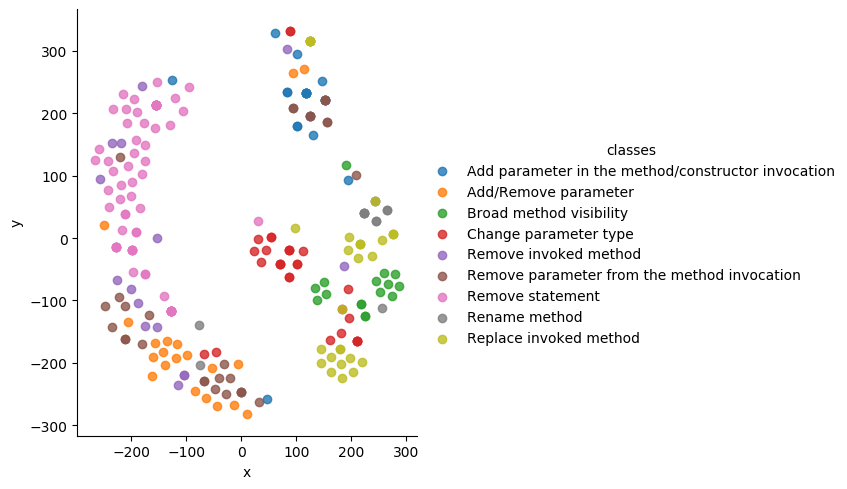 300
200
100
0
−100
−200
−300
y
−200
−100
0
100
200
300
x
classes
Add parameter in the method/constructor invocation
Add/Remove parameter
Broad method visibility
Change parameter type
Remove invoked method
Remove parameter from the method invocation
Remove statement
Rename method
Replace invoked method